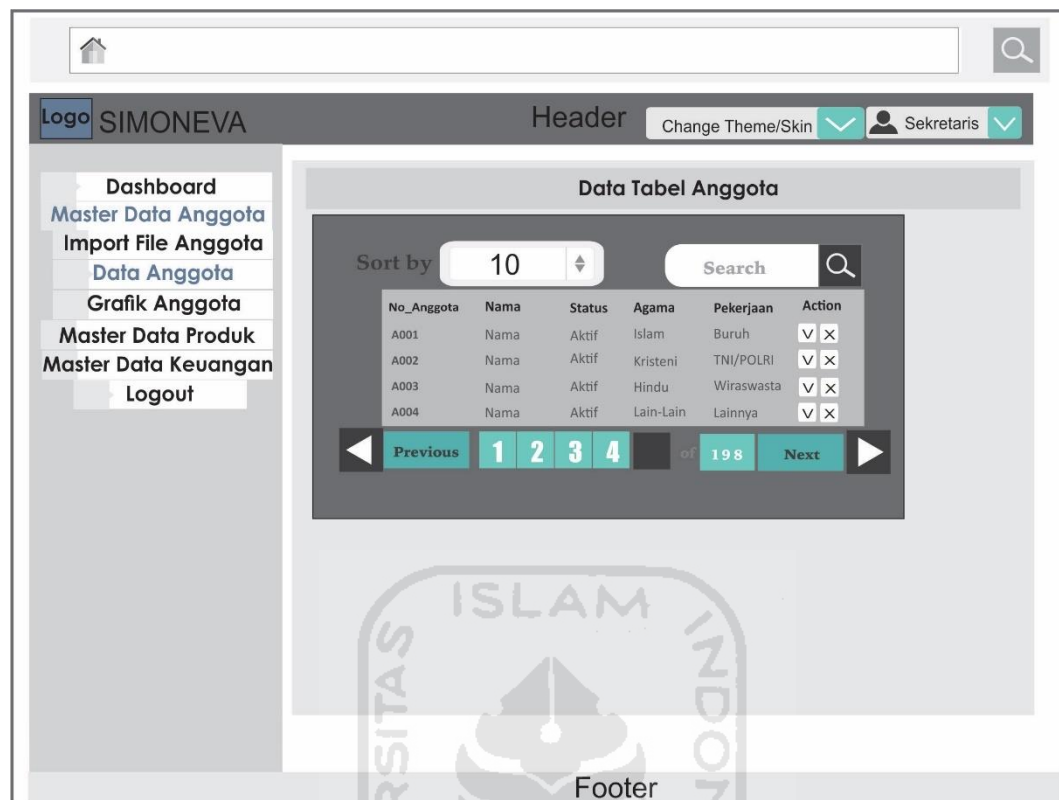 Logo SIMONEVA Header Change Theme/Skin Sekretaris
Dashboard
Master Data Anggota
Import File Anggota
Data Anggota
Grafik Anggota
Master Data Produk
Master Data Keuangan
Logout
Data Tabel Anggota
Sort by 10 Search
No_Anggota Nama Status Agama Pekerjaan Action
A001 Nama Aktif Islam Buruh V X
A002 Nama Aktif Kristeni TNI/POLRI V X
A003 Nama Aktif Hindu Wiraswasta V X
A004 Nama Aktif Lain-Lain Lainnya V X
Previous 1 2 3 4 of 198 Next
ISLAM
Footer